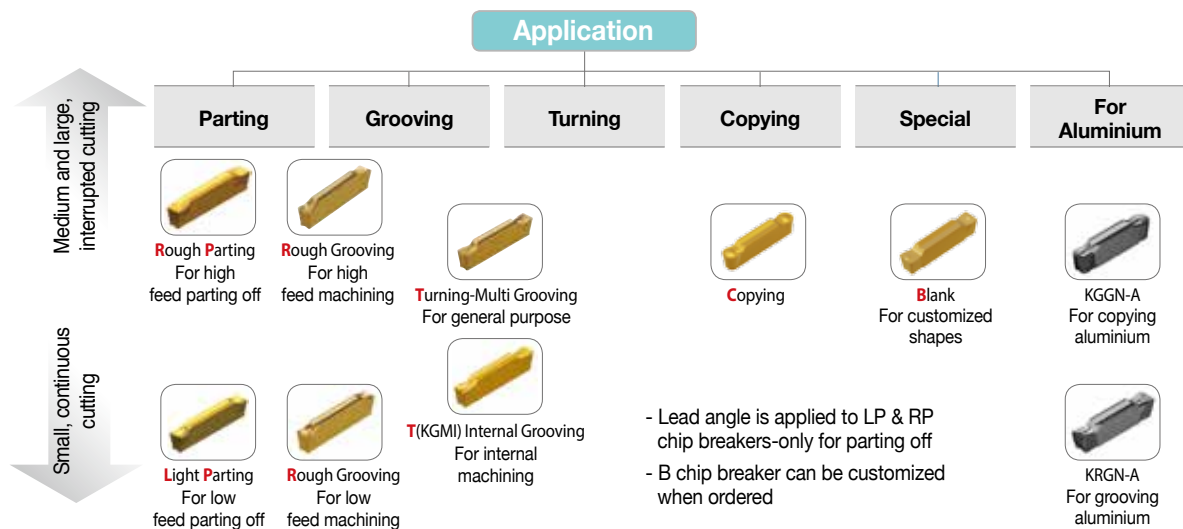 Application
Parting
Grooving
Turning
Copying
Special
For
Aluminium
Medium and large,
interrupted cutting
Small, continuous
cutting
Rough Parting
For high
feed parting off
Rough Grooving
For high
feed machining
Turning-Multi Grooving
For general purpose
Copying
Blank
For customized
shapes
KGGN-A
For copying
aluminium
Light Parting
For low
feed parting off
Rough Grooving
For low
feed machining
T(KGMI) Internal Grooving
For internal
machining
- Lead angle is applied to LP & RP
chip breakers-only for parting off
- B chip breaker can be customized
when ordered
KRGN-A
For grooving
aluminium